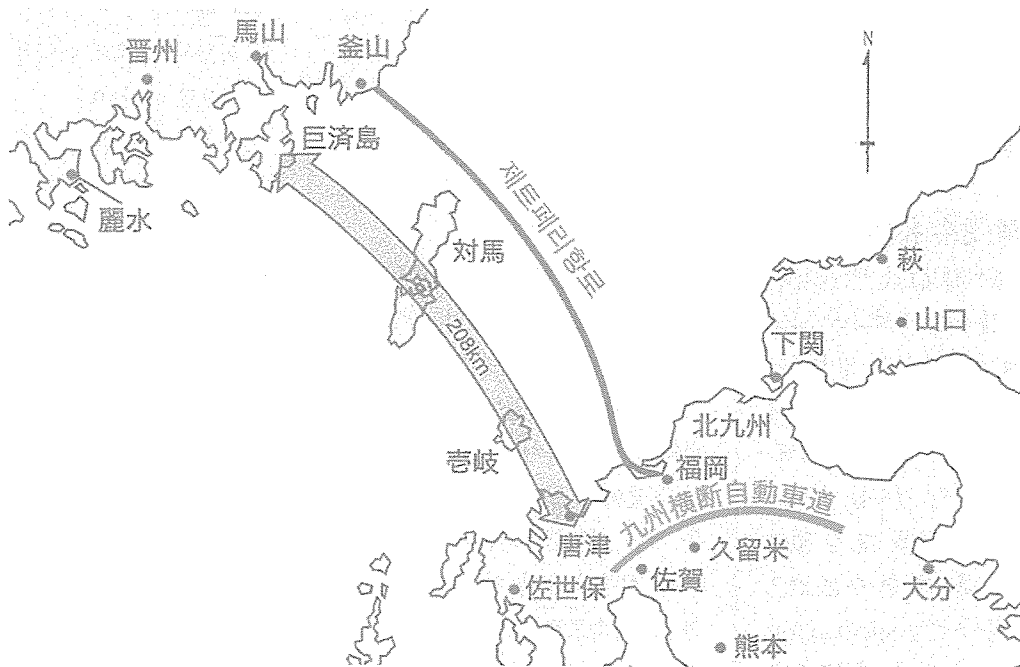 馬山
晋州
釜山
N
巨済島
麗水
제트페리항로
対馬
萩
山口
208km
下関
北九州
壱岐
福岡
九州横断自動車道
唐津
久留米
佐賀
佐世保
大分
熊本